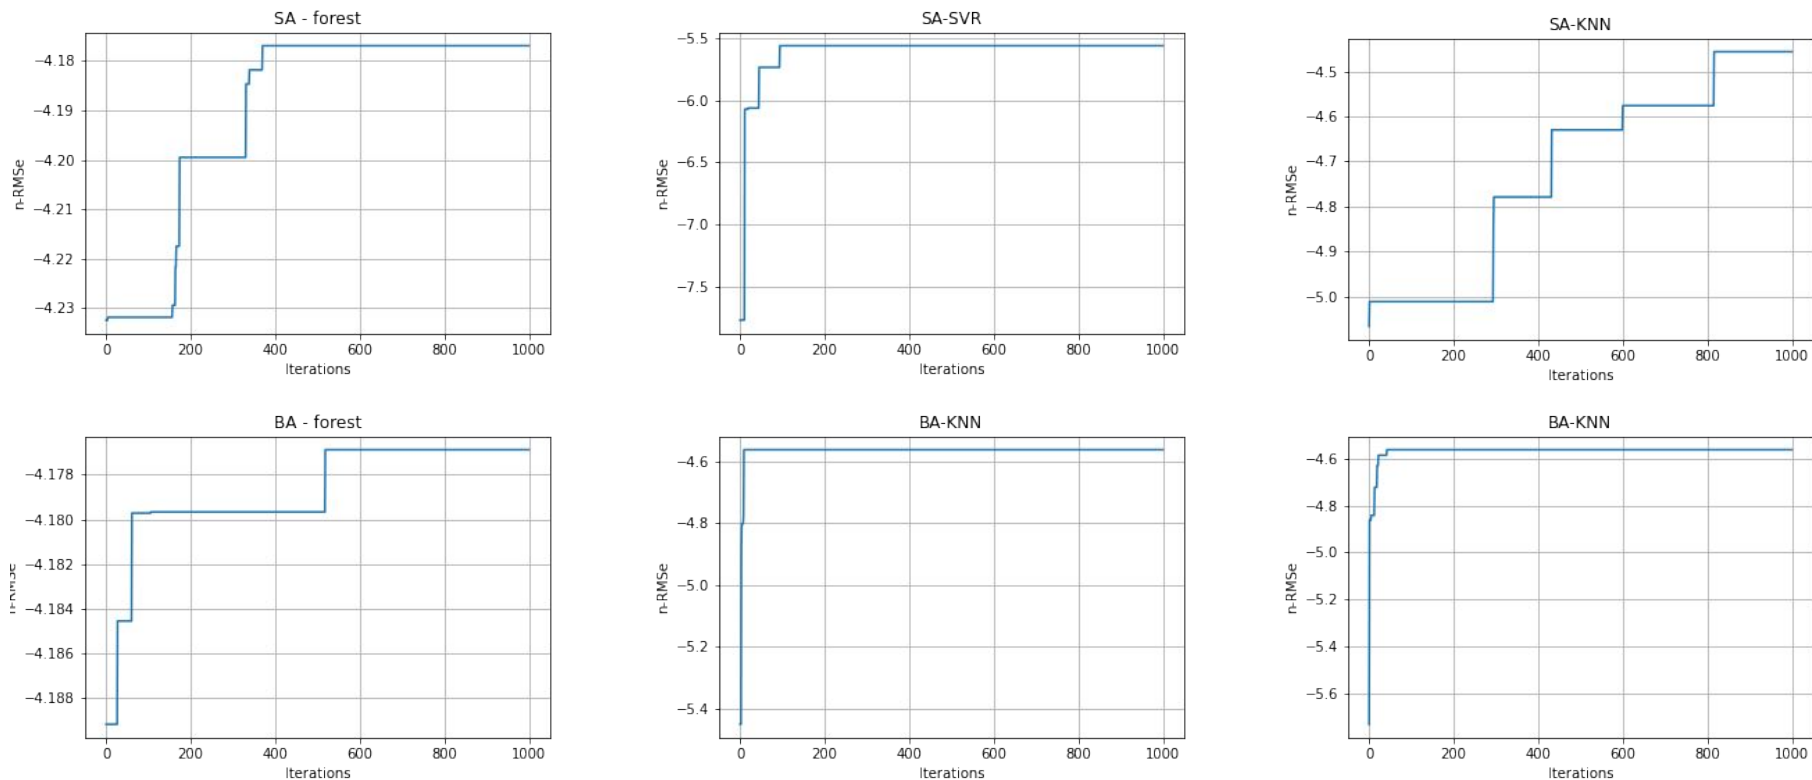 SA - forest
n-RMSe
−4.18
−4.19
−4.20
−4.21
−4.22
−4.23
0 200 400 600 800 1000
Iterations
SA-SVR
n-RMSe
−5.5
−6.0
−6.5
−7.0
−7.5
0 200 400 600 800 1000
Iterations
SA-KNN
n-RMSe
−4.5
−4.6
−4.7
−4.8
−4.9
−5.0
0 200 400 600 800 1000
Iterations
BA - forest
n-RMSe
−4.178
−4.180
−4.182
−4.184
−4.186
−4.188
0 200 400 600 800 1000
Iterations
BA-KNN
n-RMSe
−4.6
−4.8
−5.0
−5.2
−5.4
0 200 400 600 800 1000
Iterations
BA-KNN
n-RMSe
−4.6
−4.8
−5.0
−5.2
−5.4
−5.6
0 200 400 600 800 1000
Iterations